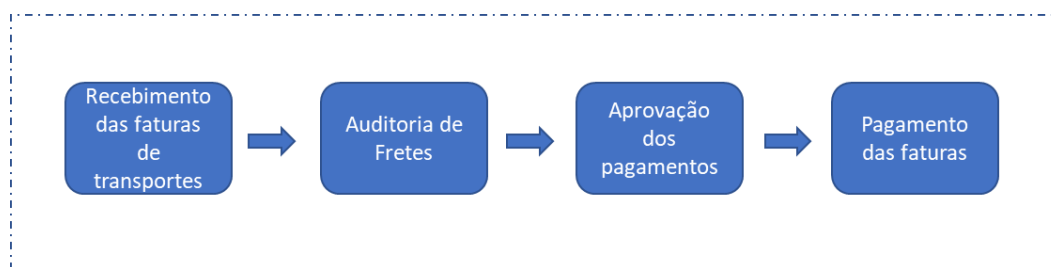 Recebimento
das faturas
de
transportes
Auditoria de
Fretes
Aprovação
dos
pagamentos
Pagamento
das faturas